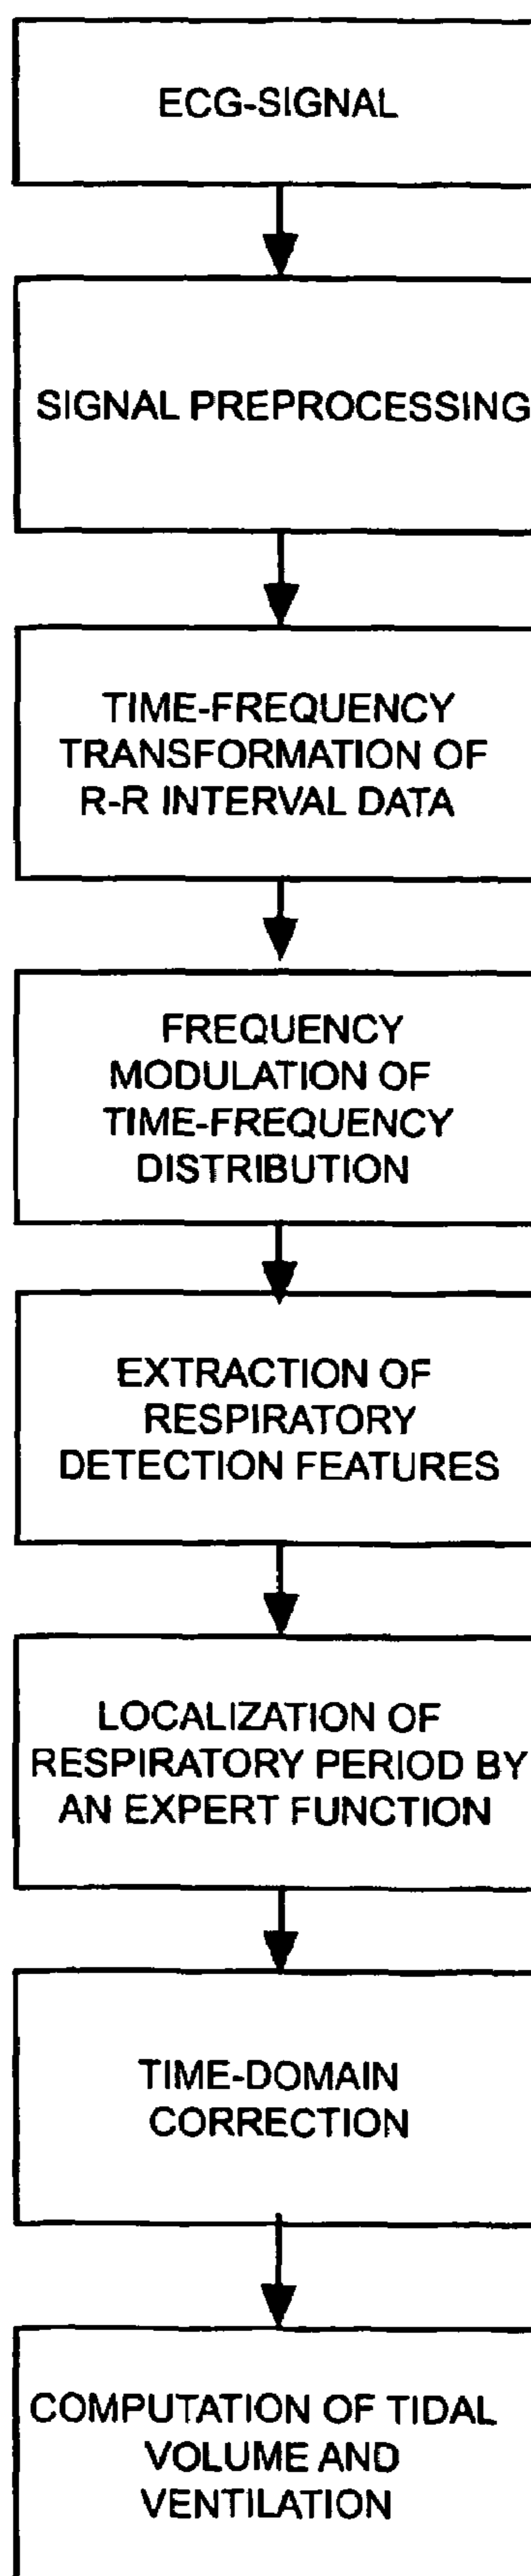 ECG-SIGNAL
SIGNAL PREPROCESSING
TIME-FREQUENCY
TRANSFORMATION OF
R-R INTERVAL DATA
FREQUENCY
MODULATION OF
TIME-FREQUENCY
DISTRIBUTION
EXTRACTION OF
RESPIRATORY
DETECTION FEATURES
LOCALIZATION OF
RESPIRATORY PERIOD BY
AN EXPERT FUNCTION
TIME-DOMAIN
CORRECTION
COMPUTATION OF TIDAL
VOLUME AND
VENTILATION